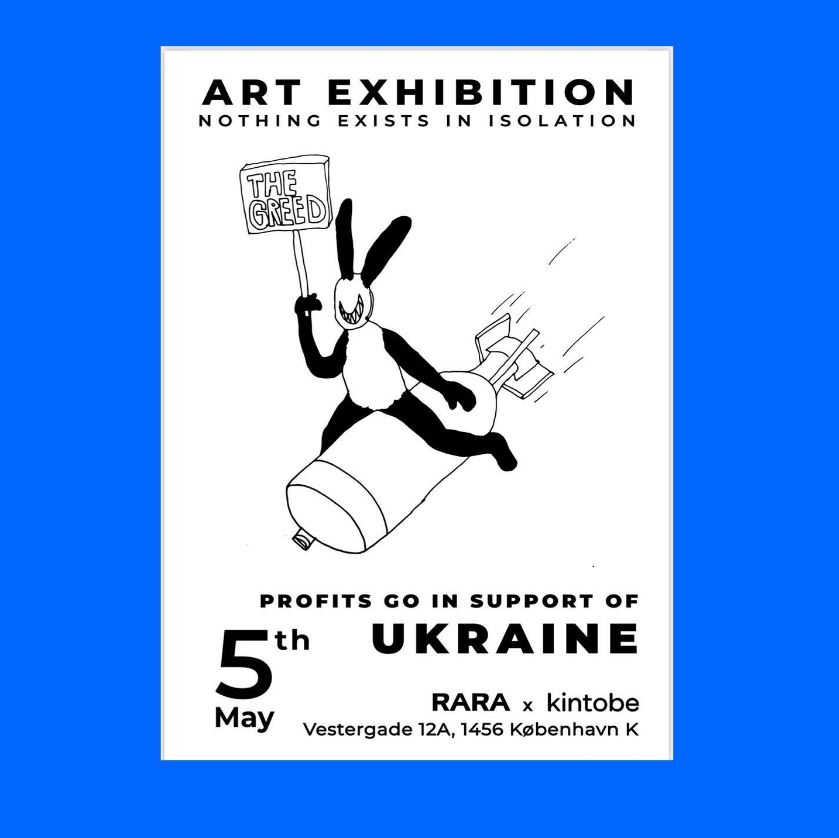 ART EXHIBITION
NOTHING EXISTS IN ISOLATION
THE
GREED
PROFITS GO IN SUPPORT OF
UKRAINE
5th
May
RARA x kintobe
Vestergade 12A, 1456 København K